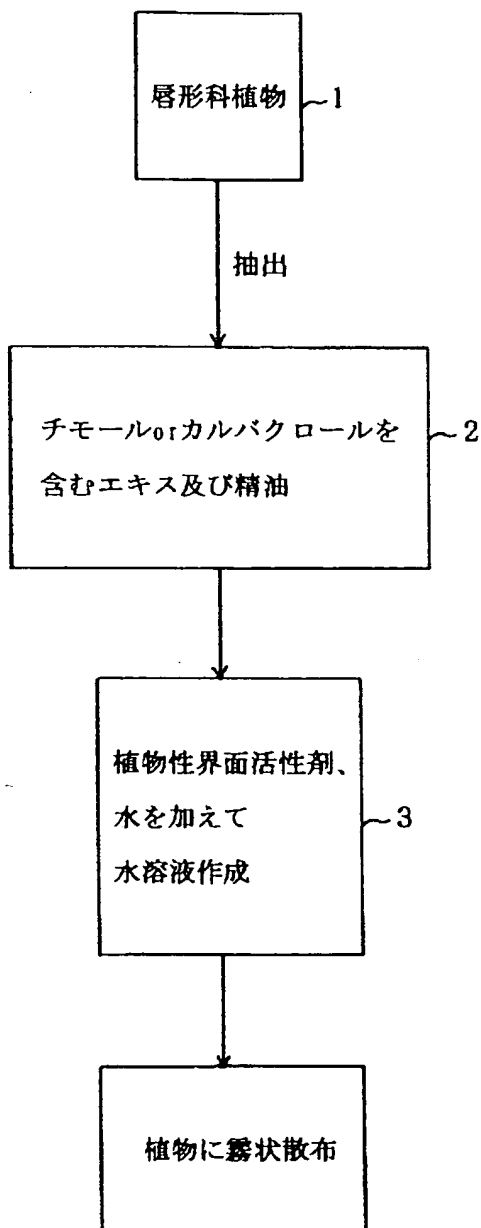 唇形科植物 ~1
抽出
チモールorカルバクロールを ~2
含むエキス及び精油
植物性界面活性剤、
水を加えて ~3
水溶液作成
植物に霧状散布